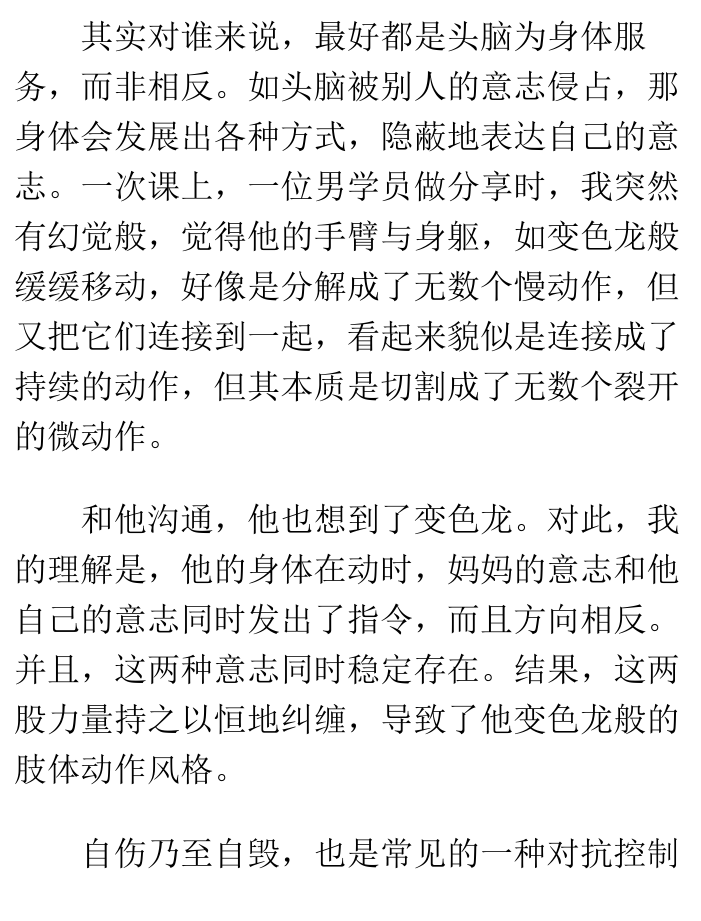 其实对谁来说，最好都是头脑为身体服
务，而非相反。如头脑被别人的意志侵占，那
身体会发展出各种方式，隐蔽地表达自己的意
志。一次课上，一位男学员做分享时，我突然
有幻觉般，觉得他的手臂与身躯，如变色龙般
缓缓移动，好像是分解成了无数个慢动作，但
又把它们连接到一起，看起来貌似是连接成了
持续的动作，但其本质是切割成了无数个裂开
的微动作。
和他沟通，他也想到了变色龙。对此，我
的理解是，他的身体在动时，妈妈的意志和他
自己的意志同时发出了指令，而且方向相反。
并且，这两种意志同时稳定存在。结果，这两
股力量持之以恒地纠缠，导致了他变色龙般的
肢体动作风格。
自伤乃至自毁，也是常见的一种对抗控制